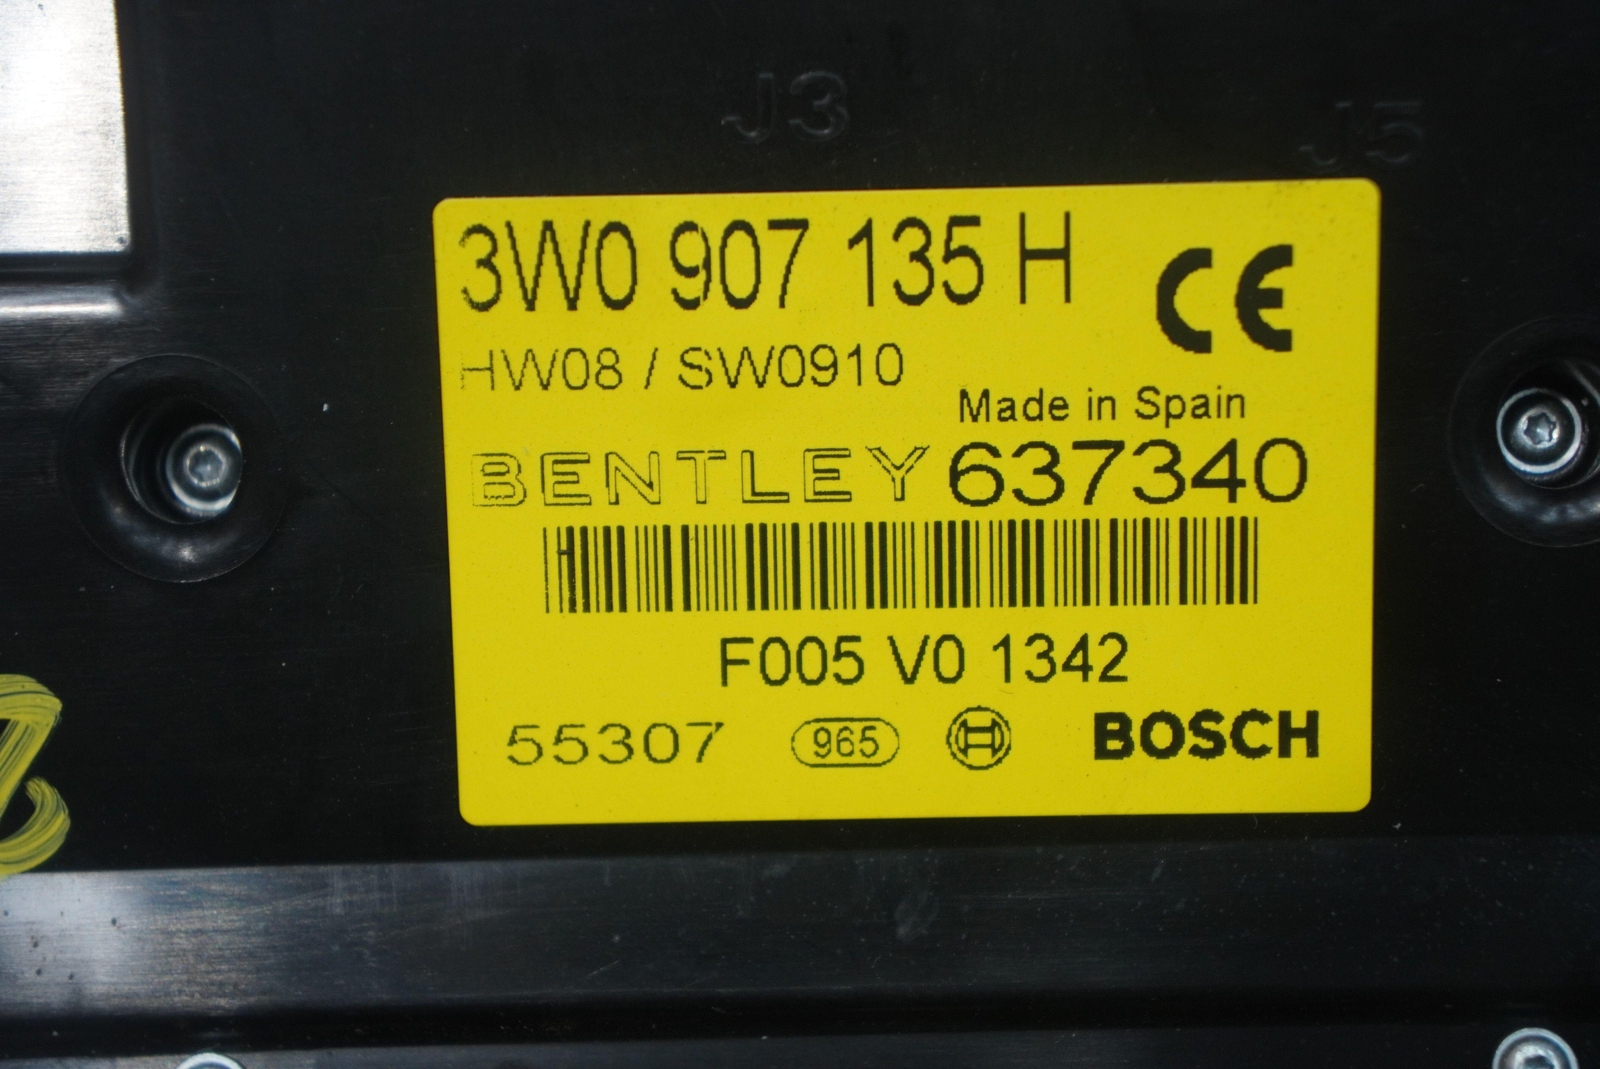 J3
J5
3W0 907 135 H
CE
HW08 / SW0910
Made in Spain
BENTLEY 637340
F005 V0 1342
55307 965 BOSCH